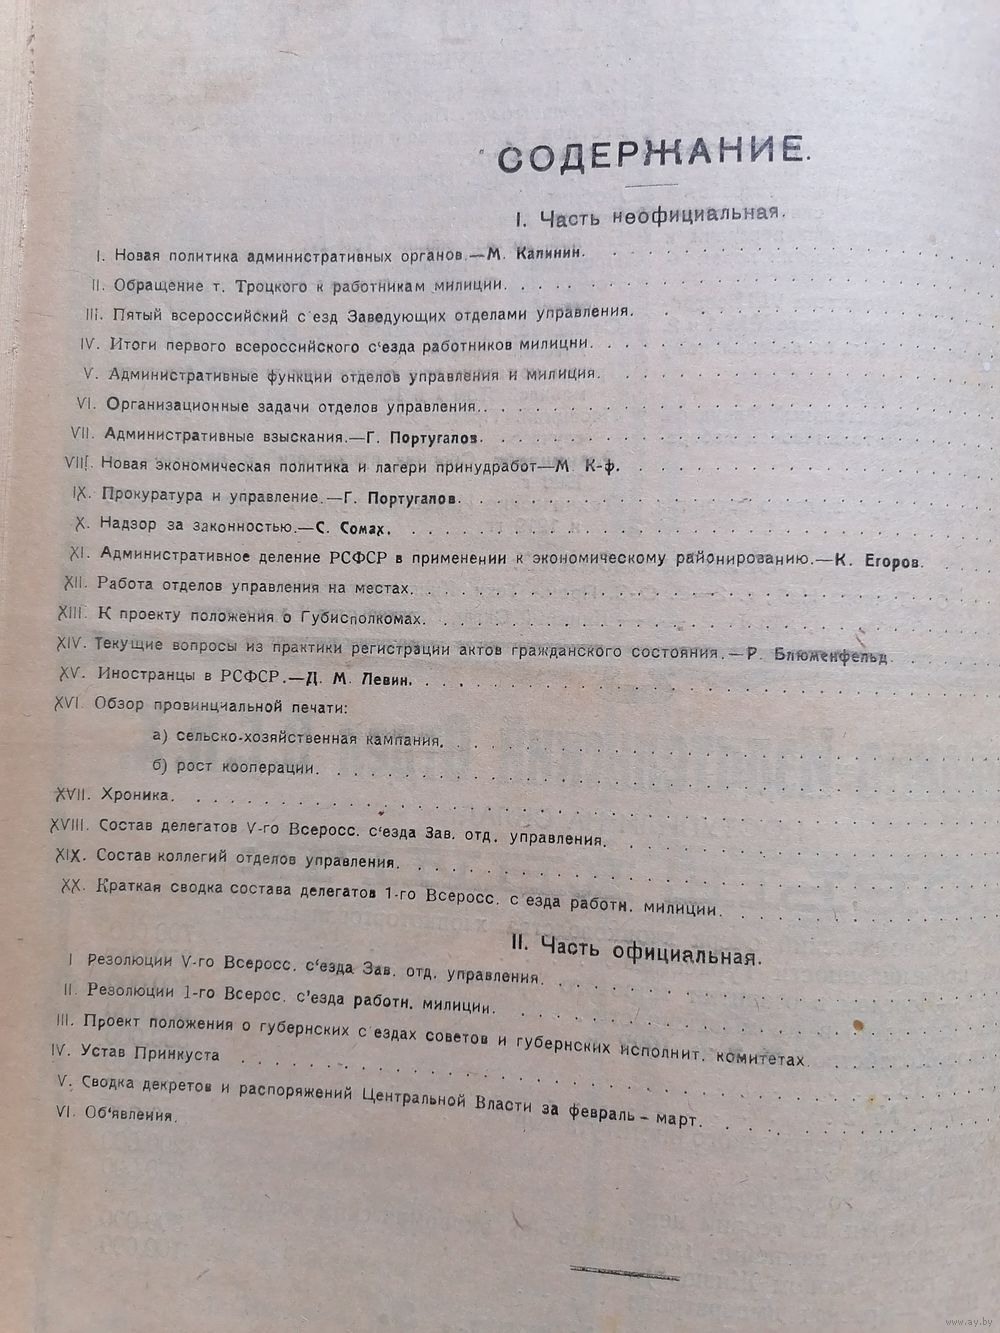 СОДЕРЖАНИЕ.
I. Часть неофициальная.
I. Новая политика административных органов.—М. Калинин.
II. Обращение т. Троцкого к работникам милиции.
III. Пятый всероссийский с'езд Заведующих отделами управления.
IV. Итоги первого всероссийского с'езда работников милиции.
V. Административные функции отделов управления и милиция.
VI. Организационные задачи отделов управления..
VII. Административные взыскания.—Г. Португалов.
VIII. Новая экономическая политика и лагери принудработ—М. К-ф.
IX. Прокуратура и управление.—Г. Португалов.
X. Надзор за законностью.—С. Сомах.
XI. Административное деление РСФСР в применении к экономическому районированию.—К. Егоров.
XII. Работа отделов управления на местах.
XIII. К проекту положения о Губисполкомах.
XIV. Текущие вопросы из практики регистрации актов гражданского состояния.—Р. Блюменфельд.
XV. Иностранцы в РСФСР.—Д. М. Левин.
XVI. Обзор провинциальной печати:
а) сельско-хозяйственная кампания.
б) рост кооперации.
XVII. Хроника.
XVIII. Состав делегатов V-го Всеросс. с'езда Зав. отд. управления.
XIX. Состав коллегий отделов управления.
XX. Краткая сводка состава делегатов 1-го Всеросс. с'езда работн. милиции.
II. Часть официальная.
I Резолюции V-го Всеросс. с'езда Зав. отд. управления.
II. Резолюции 1-го Всерос. с'езда работн. милиции.
III. Проект положения о губернских с'ездах советов и губернских исполнит. комитетах.
IV. Устав Принкуста
V. Сводка декретов и распоряжений Центральной Власти за февраль – март.
VI. Об'явления.
www.ay.by